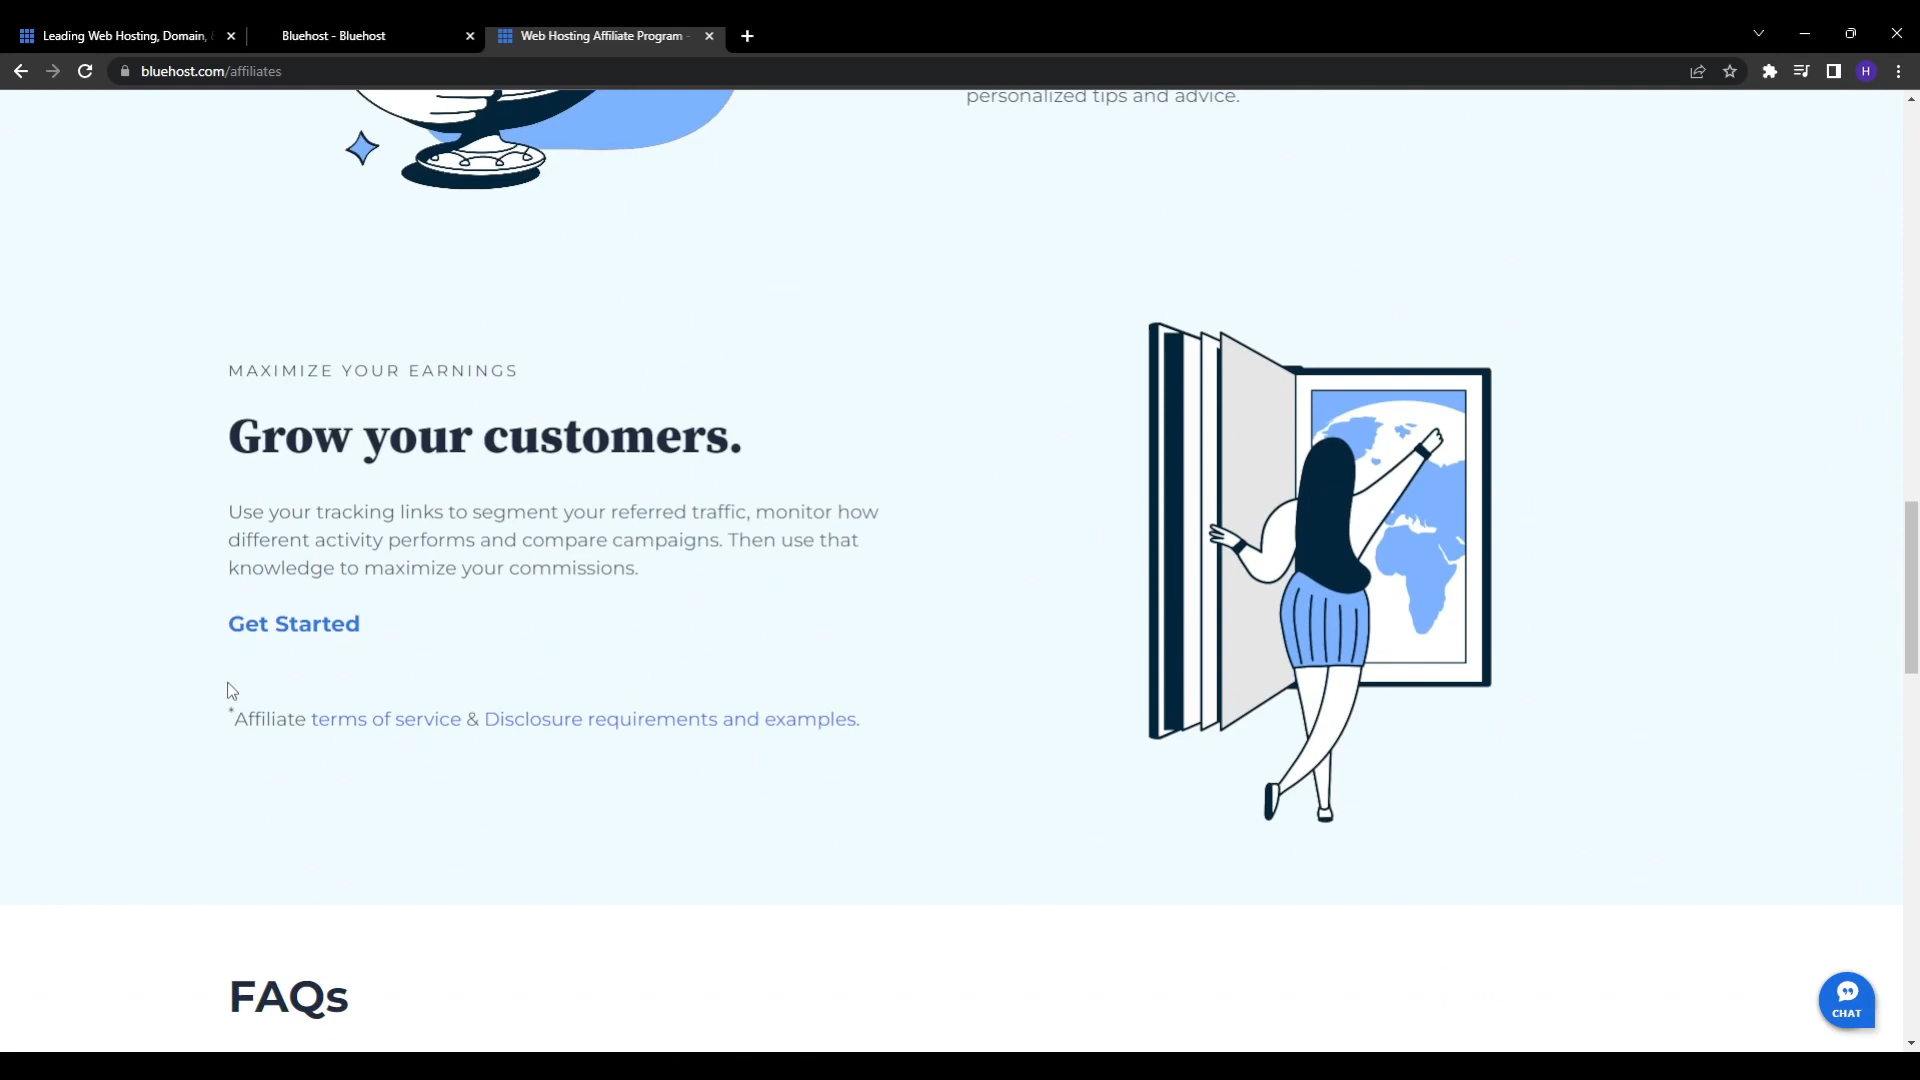 Leading Web Hosting, Domain,
Bluehost - Bluehost
Web Hosting Affiliate Program -
bluehost.com/affiliates
H
personalized tips and advice.
MAXIMIZE YOUR EARNINGS
Grow your customers.
Use your tracking links to segment your referred traffic, monitor how
different activity performs and compare campaigns. Then use that
knowledge to maximize your commissions.
Get Started
*Affiliate terms of service & Disclosure requirements and examples.
FAQs
CHAT